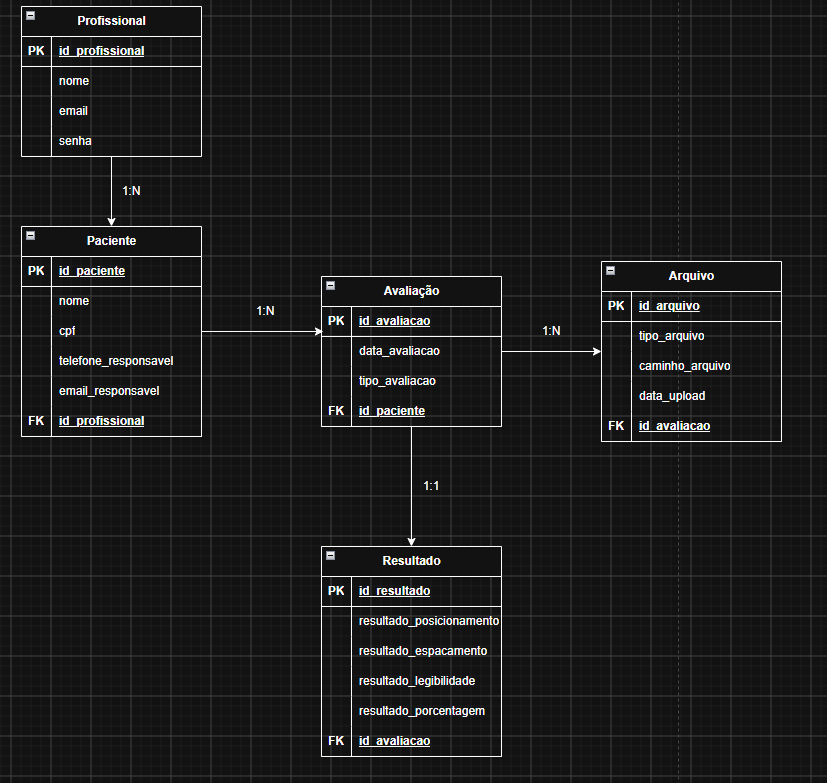 Profissional
PK id_profissional
nome
email
senha
1:N
Paciente
PK id_paciente
nome
cpf
telefone_responsavel
email_responsavel
FK id_profissional
1:N
Avaliação
PK id_avaliacao
data_avaliacao
tipo_avaliacao
FK id_paciente
1:N
Arquivo
PK id_arquivo
tipo_arquivo
caminho_arquivo
data_upload
FK id_avaliacao
1:1
Resultado
PK id_resultado
resultado_posicionamento
resultado_espacamento
resultado_legibilidade
resultado_porcentagem
FK id_avaliacao